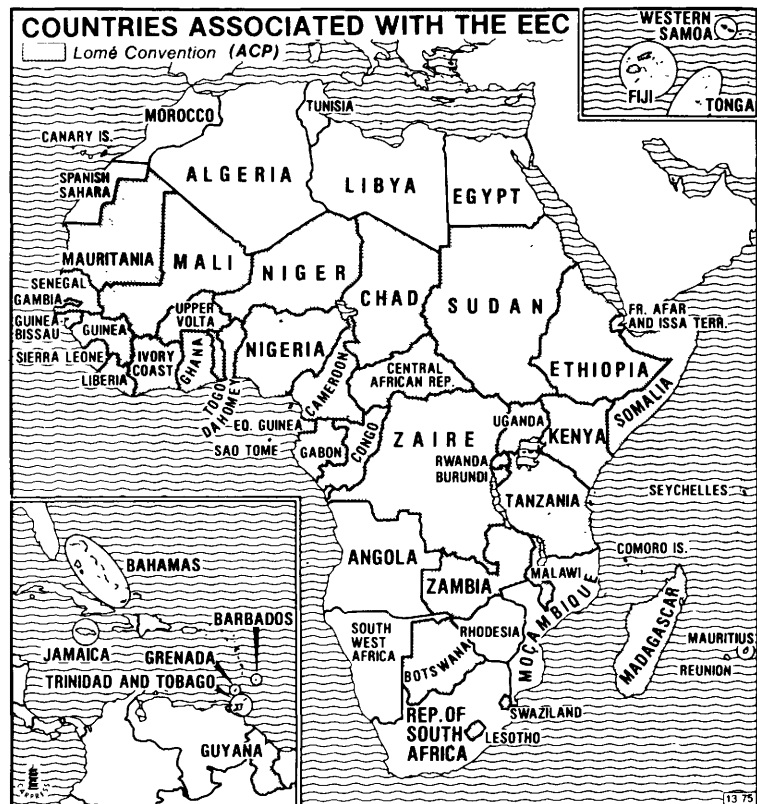 COUNTRIES ASSOCIATED WITH THE EEC
Lomé Convention (ACP)
WESTERN
SAMOA
FIJI
TONGA
MOROCCO
TUNISIA
CANARY IS.
SPANISH
SAHARA
ALGERIA
LIBYA
EGYPT
MAURITANIA
MALI
NIGER
CHAD
SUDAN
SENEGAL
GAMBIA
GUINEA-
BISSAU
GUINEA
UPPER
VOLTA
FR. AFAR
AND ISSA TERR.
SIERRA LEONE
LIBERIA
IVORY
COAST
GHANA
TOGO
DAHOMEY
NIGERIA
CAMEROON
CENTRAL
AFRICAN REP.
ETHIOPIA
SOMALIA
EQ. GUINEA
SAO TOME
GABON
CONGO
ZAIRE
UGANDA
KENYA
RWANDA
BURUNDI
TANZANIA
SEYCHELLES
COMORO IS.
ANGOLA
ZAMBIA
MALAWI
MOÇAMBIQUE
MADAGASCAR
MAURITIUS
REUNION
SOUTH
WEST
AFRICA
BOTSWANA
RHODESIA
REP. OF
SOUTH
AFRICA
SWAZILAND
LESOTHO
BAHAMAS
BARBADOS
JAMAICA
GRENADA
TRINIDAD AND TOBAGO
GUYANA
13 75